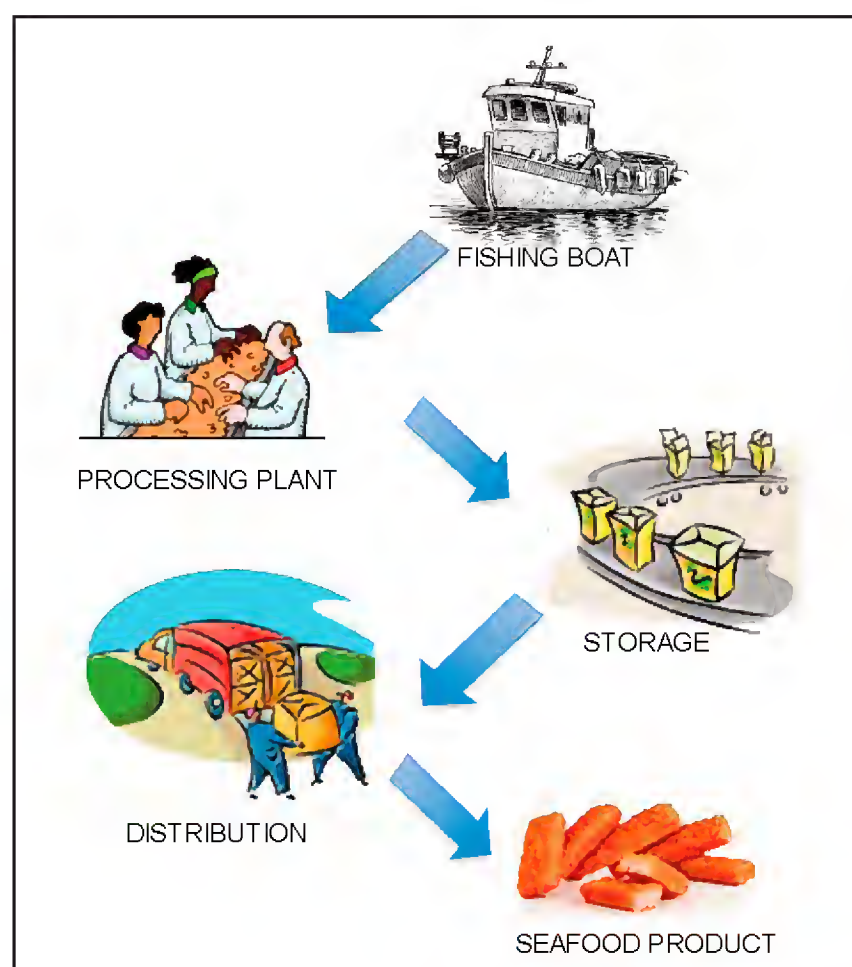 FISHING BOAT
PROCESSING PLANT
STORAGE
DISTRIBUTION
SEAFOOD PRODUCT